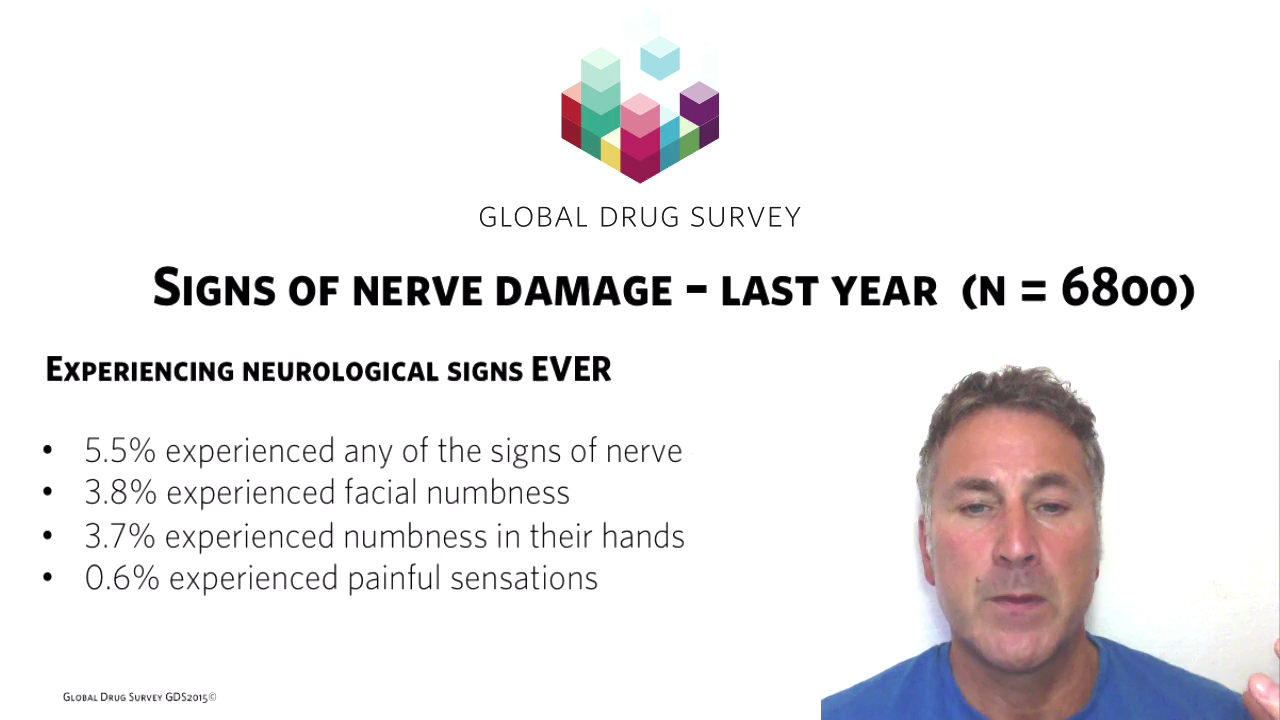 GLOBAL DRUG SURVEY
Signs of nerve damage – last year (n = 6800)
Experiencing neurological signs EVER
• 5.5% experienced any of the signs of nerve
• 3.8% experienced facial numbness
• 3.7% experienced numbness in their hands
• 0.6% experienced painful sensations
Global Drug Survey GDS2015©